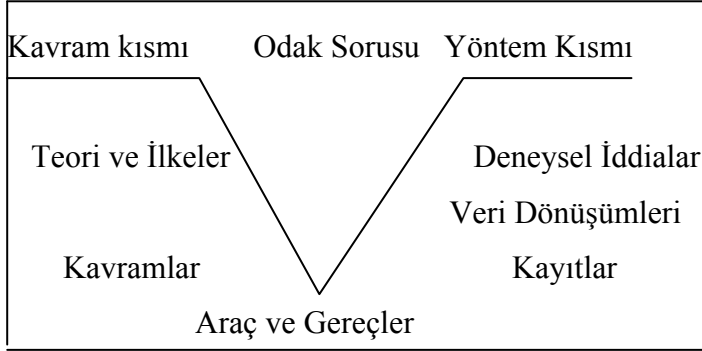 Kavram kısmı Odak Sorusu Yöntem Kısmı
Teori ve İlkeler Deneysel İddialar
Veri Dönüşümleri
Kavramlar Kayıtlar
Araç ve Gereçler